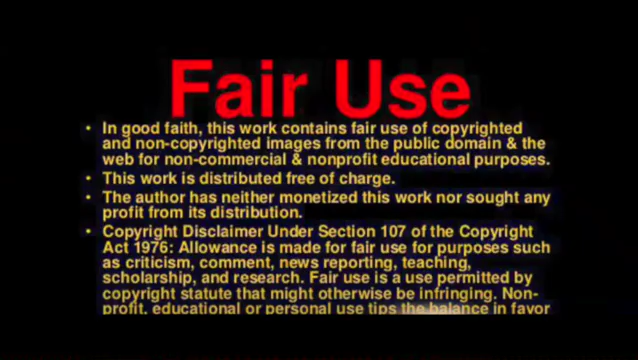 Fair Use
• In good faith, this work contains fair use of copyrighted
and non-copyrighted images from the public domain & the
web for non-commercial & nonprofit educational purposes.
• This work is distributed free of charge.
• The author has neither monetized this work nor sought any
profit from its distribution.
• Copyright Disclaimer Under Section 107 of the Copyright
Act 1976: Allowance is made for fair use for purposes such
as criticism, comment, news reporting, teaching,
scholarship, and research. Fair use is a use permitted by
copyright statute that might otherwise be infringing. Non-
profit, educational or personal use tips the balance in favor